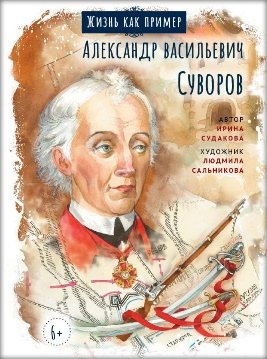 Жизнь как пример
Александр васильевич
Суворов
АВТОР
ИРИНА
СУДАКОВА
ХУДОЖНИК
ЛЮДМИЛА
САЛЬНИКОВА
6+